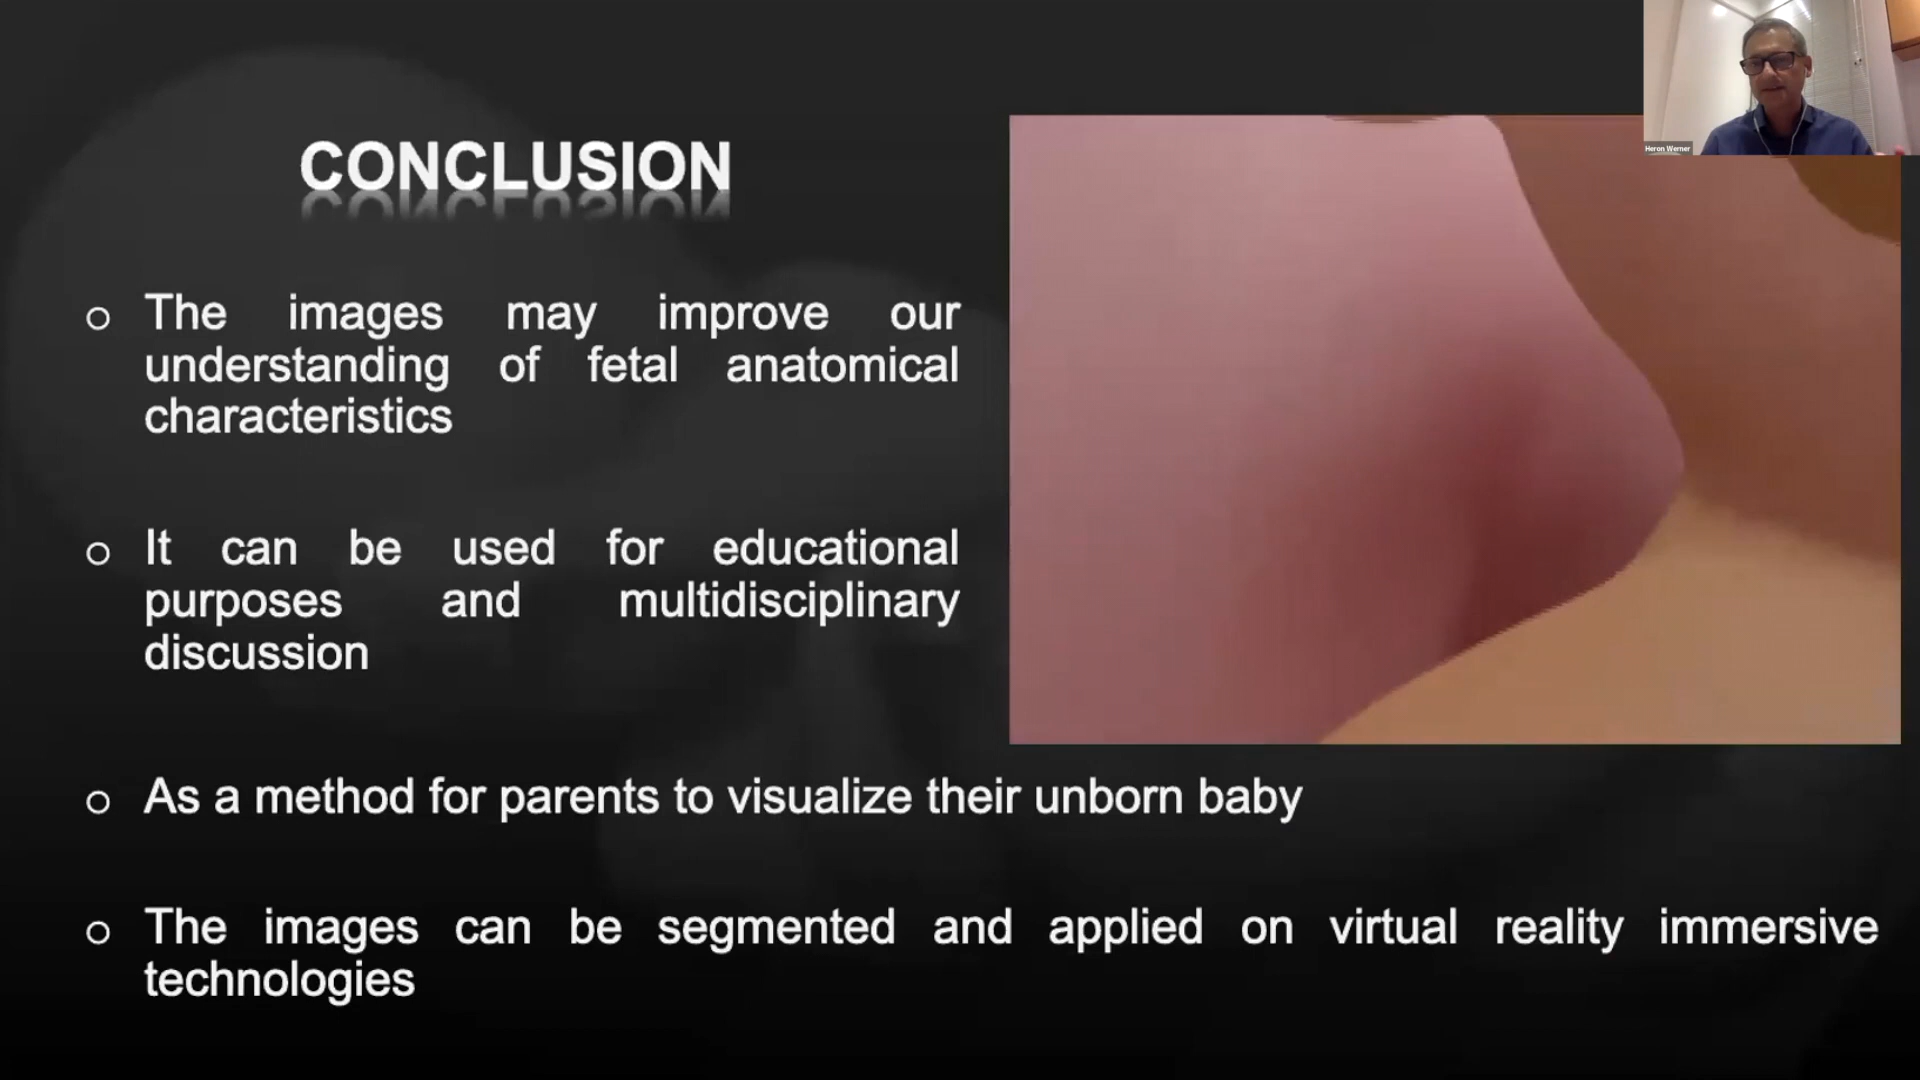 Heron Werner
CONCLUSION
The images may improve our
understanding of fetal anatomical
characteristics
It can be used for educational
purposes and multidisciplinary
discussion
As a method for parents to visualize their unborn baby
The images can be segmented and applied on virtual reality immersive
technologies